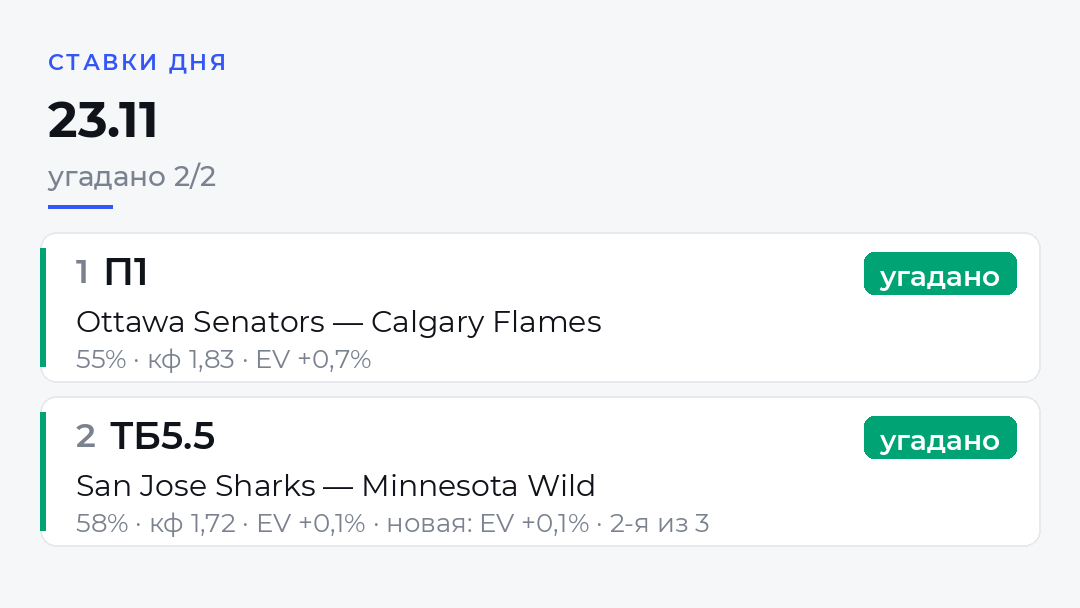 СТАВКИ ДНЯ
23.11
угадано 2/2
1 П1
угадано
Ottawa Senators — Calgary Flames
55% · кф 1,83 · EV +0,7%
2 ТБ5.5
угадано
San Jose Sharks — Minnesota Wild
58% · кф 1,72 · EV +0,1% · новая: EV +0,1% · 2-я из 3